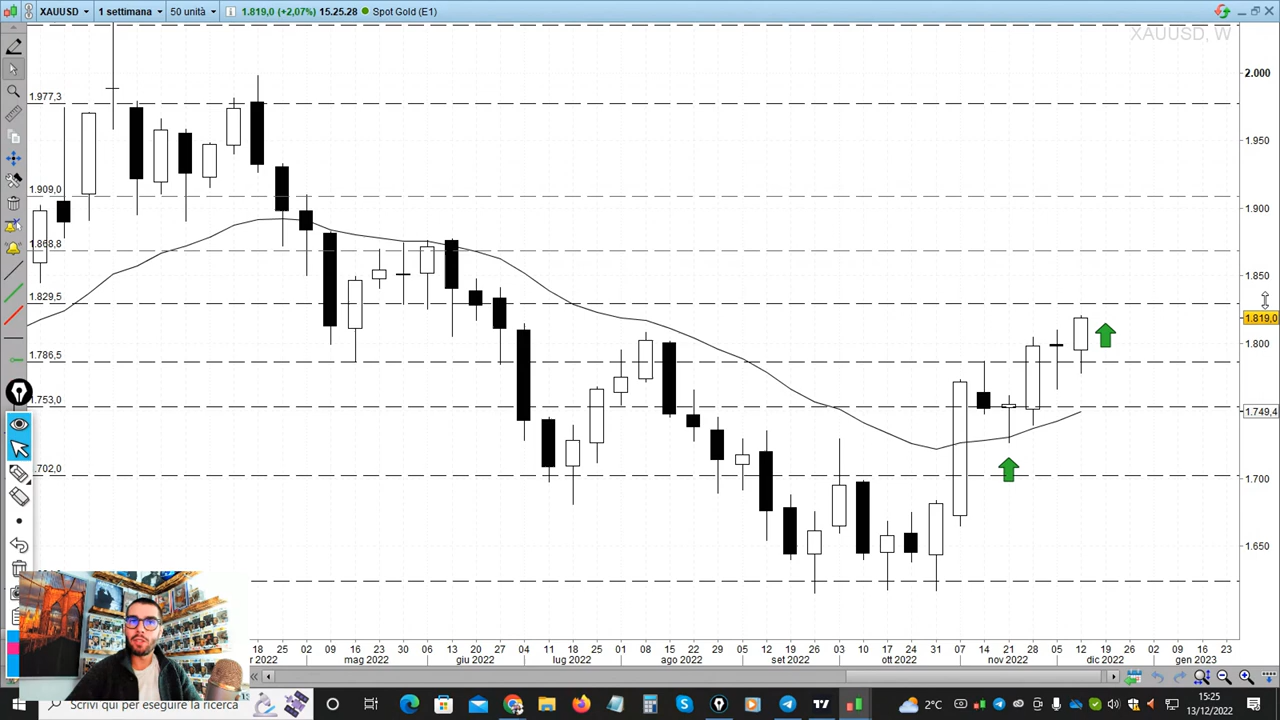 XAUUSD
1 settimana
50 unità
1.819,0 (+2,07%) 15.25.28
Spot Gold (E1)
XAUUSD, W
2.000
1.977,3
1.950
1.909,0
1.900
1.868,8
1.850
1.829,5
1.819,0
1.800
1.786,5
1.753,0
1.749,4
1.702,0
1.700
1.650
18 25 02 09 16 23 30 06 13 20 27 04 11 18 25 01 08 15 22 29 05 12 19 26 03 10 17 24 31 07 14 21 28 05 12 19 26 02 09 16 23
r 2022 mag 2022 giu 2022 lug 2022 ago 2022 set 2022 ott 2022 nov 2022 dic 2022 gen 2023
Scrivi qui per eseguire la ricerca
2°C
15:25
13/12/2022